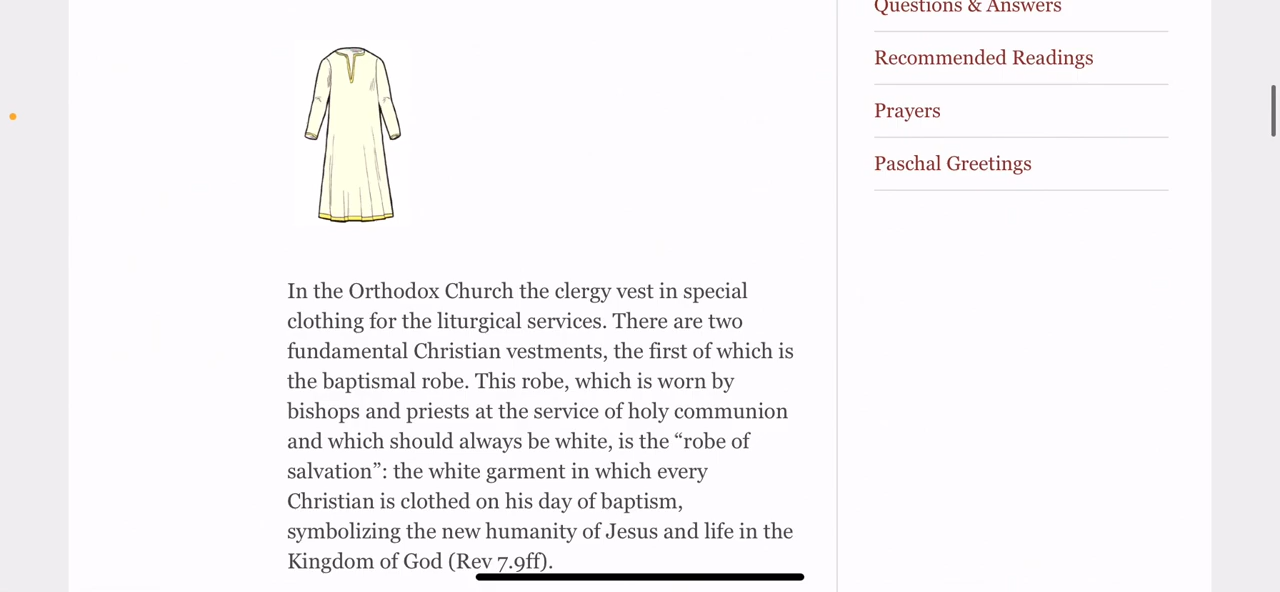 Questions & Answers
Recommended Readings
Prayers
Paschal Greetings
In the Orthodox Church the clergy vest in special
clothing for the liturgical services. There are two
fundamental Christian vestments, the first of which is
the baptismal robe. This robe, which is worn by
bishops and priests at the service of holy communion
and which should always be white, is the “robe of
salvation”: the white garment in which every
Christian is clothed on his day of baptism,
symbolizing the new humanity of Jesus and life in the
Kingdom of God (Rev 7.9ff).